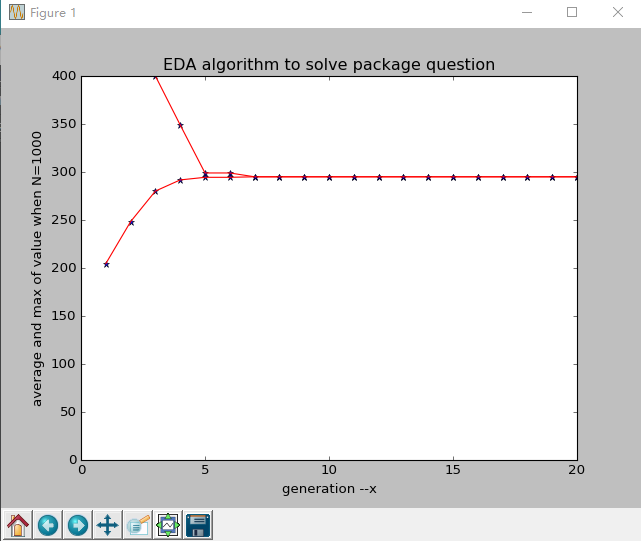 Figure 1
EDA algorithm to solve package question
average and max of value when N=1000
400
350
300
250
200
150
100
50
0
0 5 10 15 20
generation --x